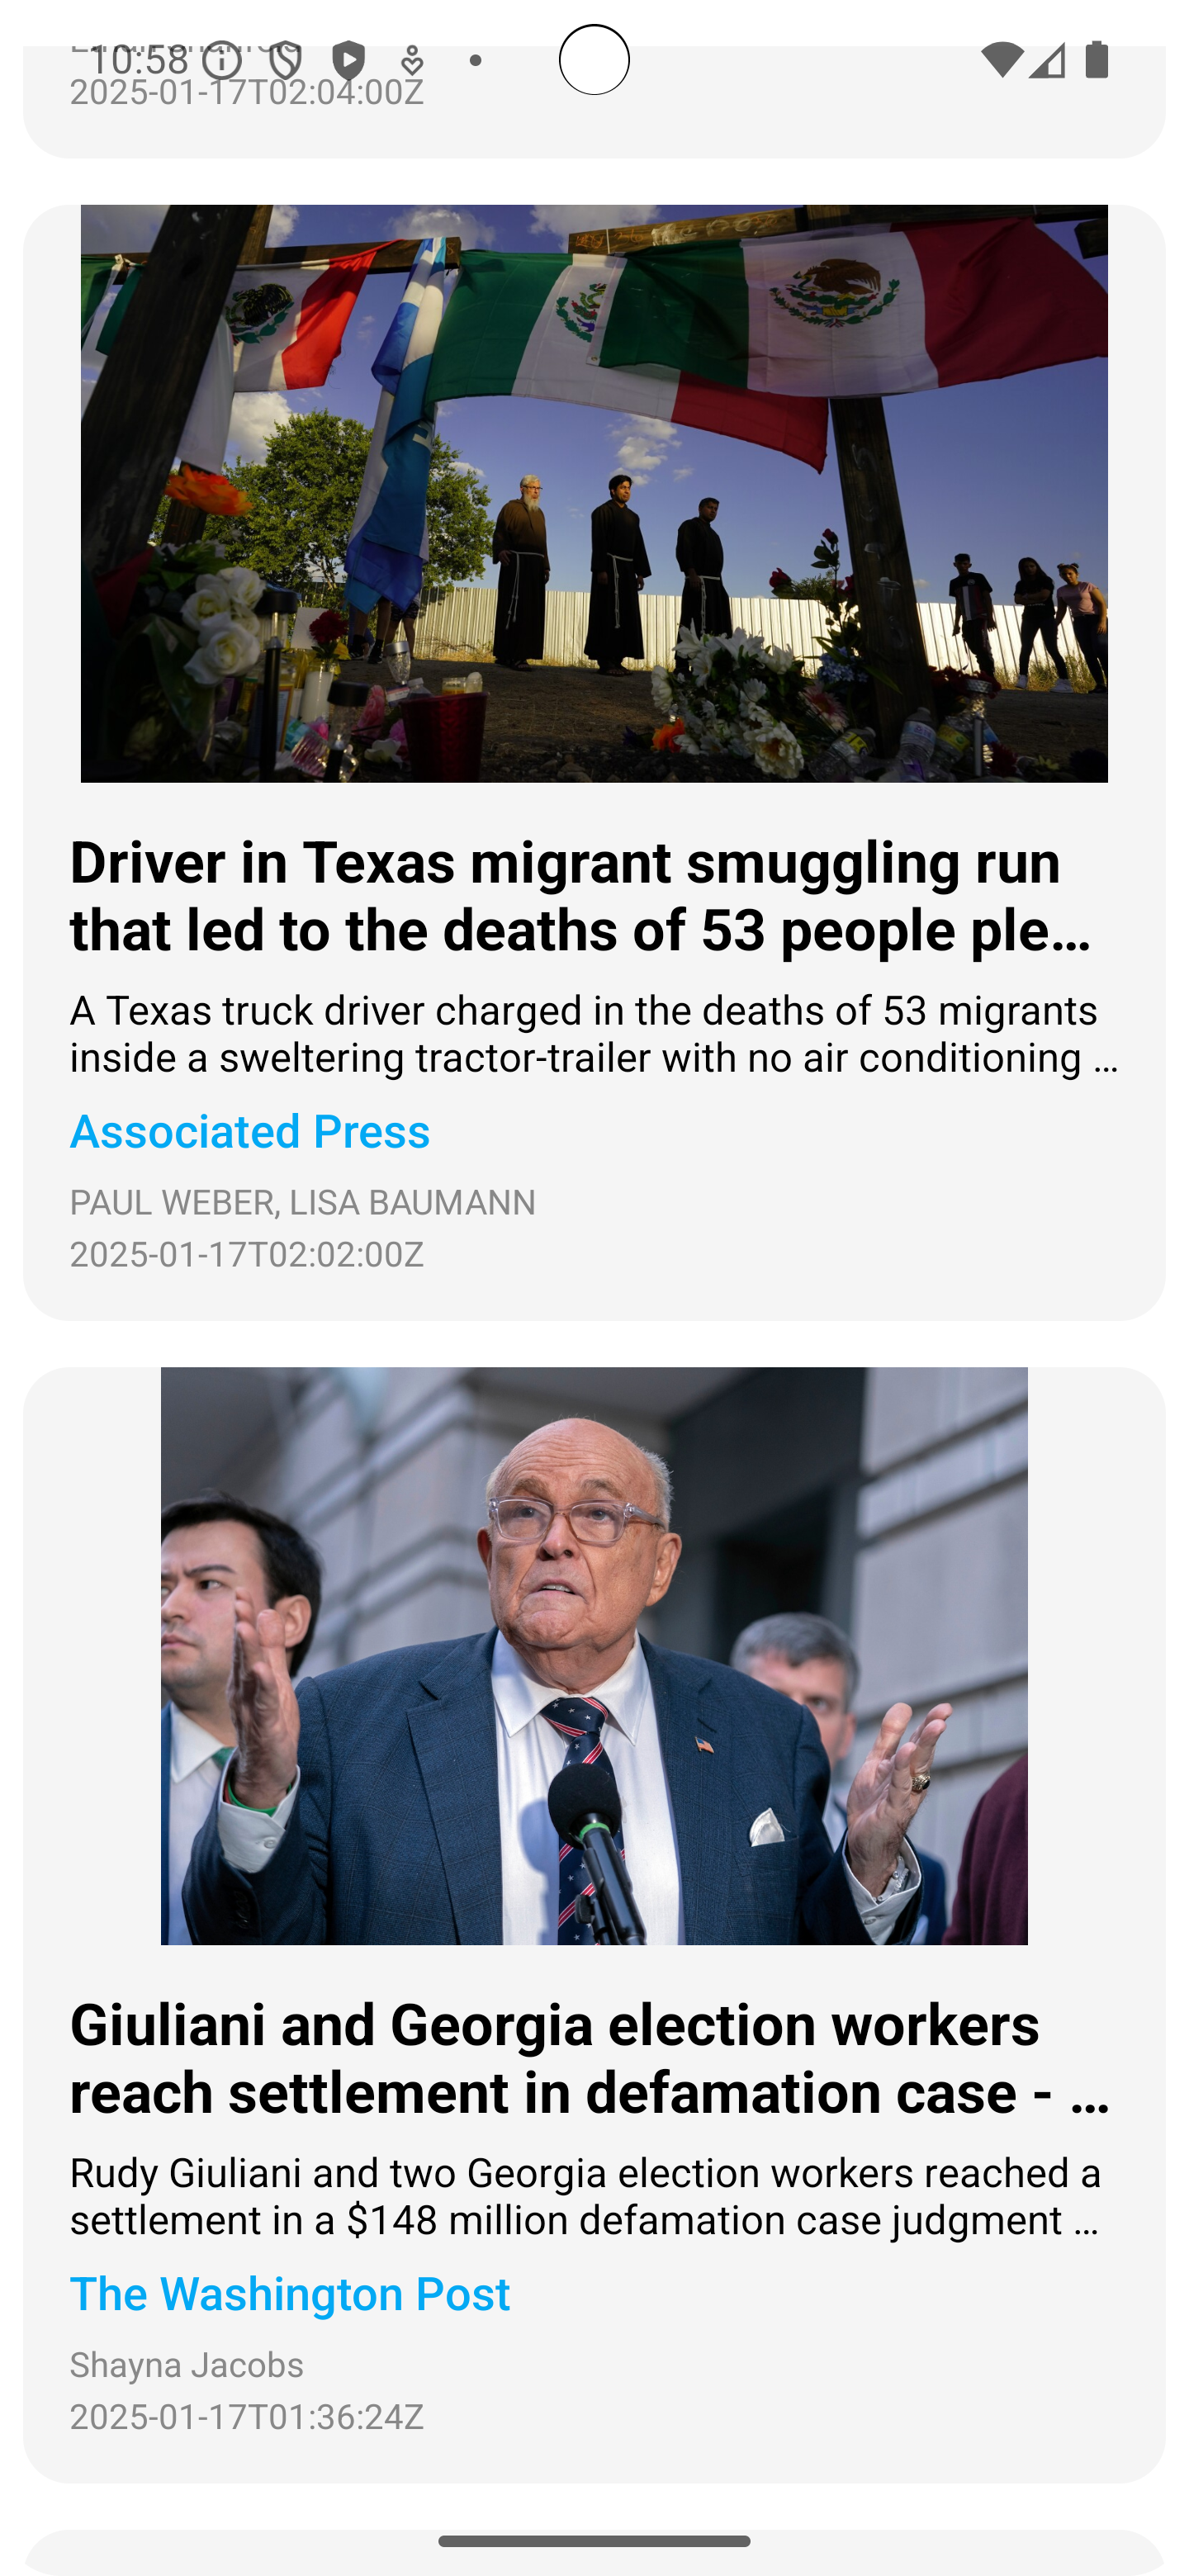 10:58
2025-01-17T02:04:00Z
Driver in Texas migrant smuggling run
that led to the deaths of 53 people ple…
A Texas truck driver charged in the deaths of 53 migrants
inside a sweltering tractor-trailer with no air conditioning …
Associated Press
PAUL WEBER, LISA BAUMANN
2025-01-17T02:02:00Z
Giuliani and Georgia election workers
reach settlement in defamation case - …
Rudy Giuliani and two Georgia election workers reached a
settlement in a $148 million defamation case judgment …
The Washington Post
Shayna Jacobs
2025-01-17T01:36:24Z